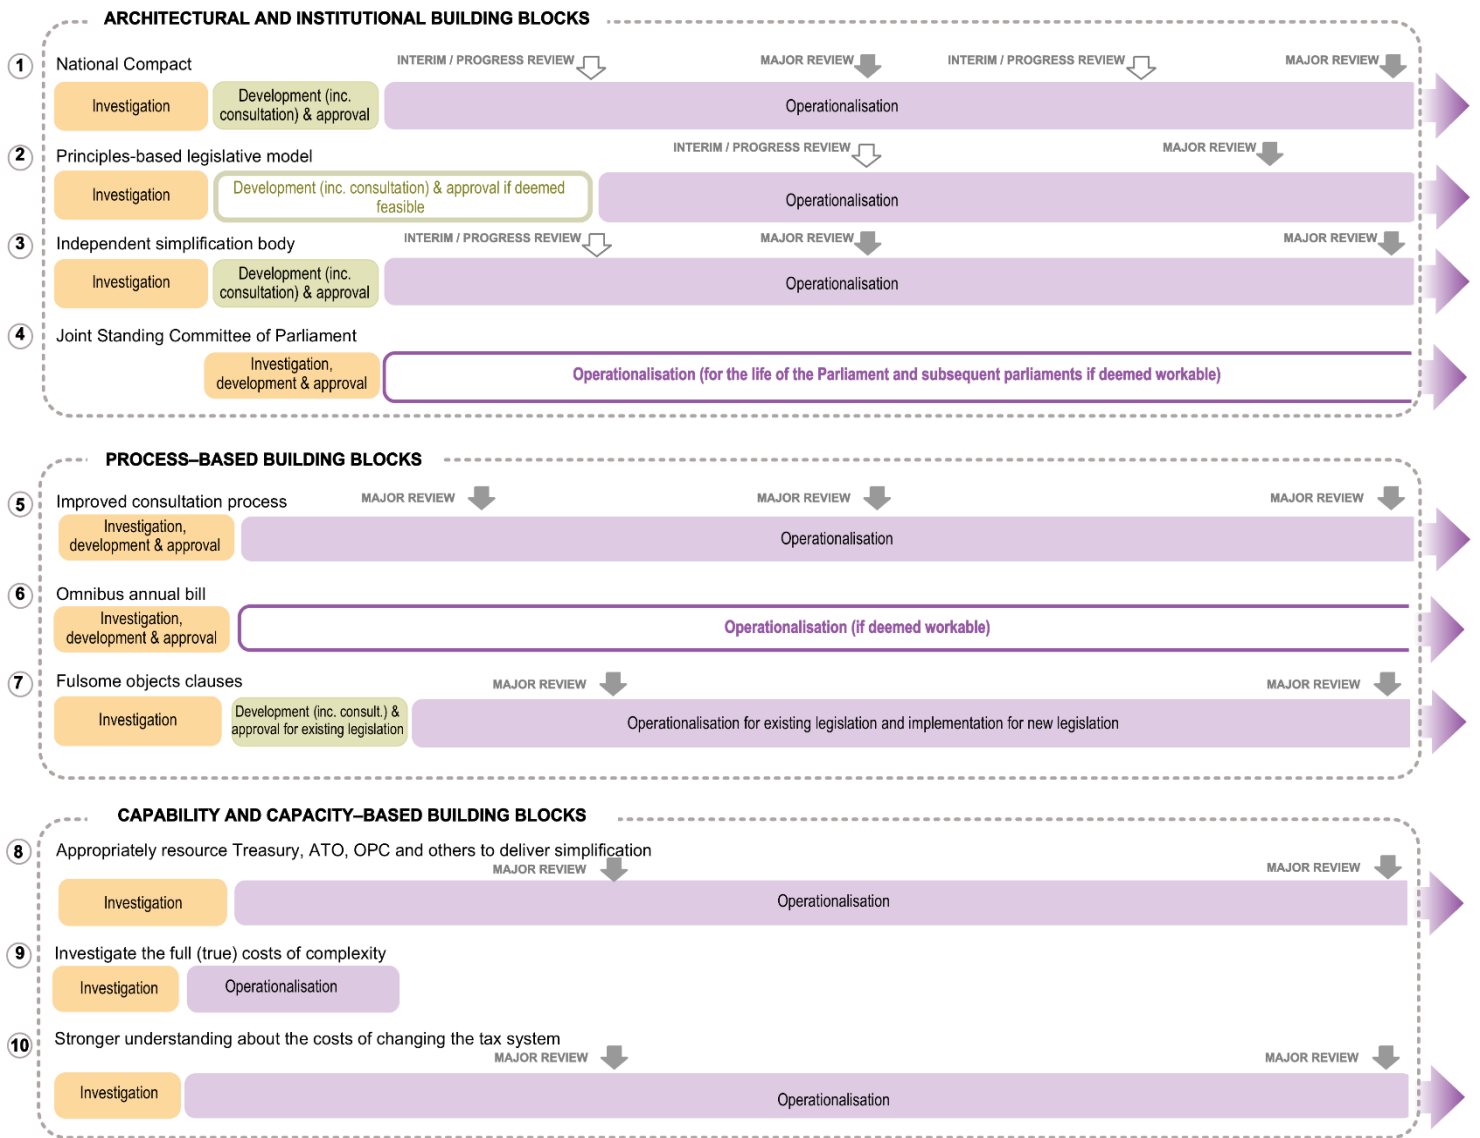 ARCHITECTURAL AND INSTITUTIONAL BUILDING BLOCKS
1
National Compact
INTERIM / PROGRESS REVIEW
MAJOR REVIEW
INTERIM / PROGRESS REVIEW
MAJOR REVIEW
Investigation
Development (inc.
consultation) & approval
Operationalisation
2
Principles-based legislative model
INTERIM / PROGRESS REVIEW
MAJOR REVIEW
Investigation
Development (inc. consultation) & approval if deemed
feasible
Operationalisation
3
Independent simplification body
INTERIM / PROGRESS REVIEW
MAJOR REVIEW
MAJOR REVIEW
Investigation
Development (inc.
consultation) & approval
Operationalisation
4
Joint Standing Committee of Parliament
Investigation,
development & approval
Operationalisation (for the life of the Parliament and subsequent parliaments if deemed workable)
PROCESS–BASED BUILDING BLOCKS
5
Improved consultation process
MAJOR REVIEW
MAJOR REVIEW
MAJOR REVIEW
Investigation,
development & approval
Operationalisation
6
Omnibus annual bill
Investigation,
development & approval
Operationalisation (if deemed workable)
7
Fulsome objects clauses
MAJOR REVIEW
MAJOR REVIEW
Investigation
Development (inc. consult.) &
approval for existing legislation
Operationalisation for existing legislation and implementation for new legislation
CAPABILITY AND CAPACITY–BASED BUILDING BLOCKS
8
Appropriately resource Treasury, ATO, OPC and others to deliver simplification
MAJOR REVIEW
MAJOR REVIEW
Investigation
Operationalisation
9
Investigate the full (true) costs of complexity
Investigation
Operationalisation
10
Stronger understanding about the costs of changing the tax system
MAJOR REVIEW
MAJOR REVIEW
Investigation
Operationalisation